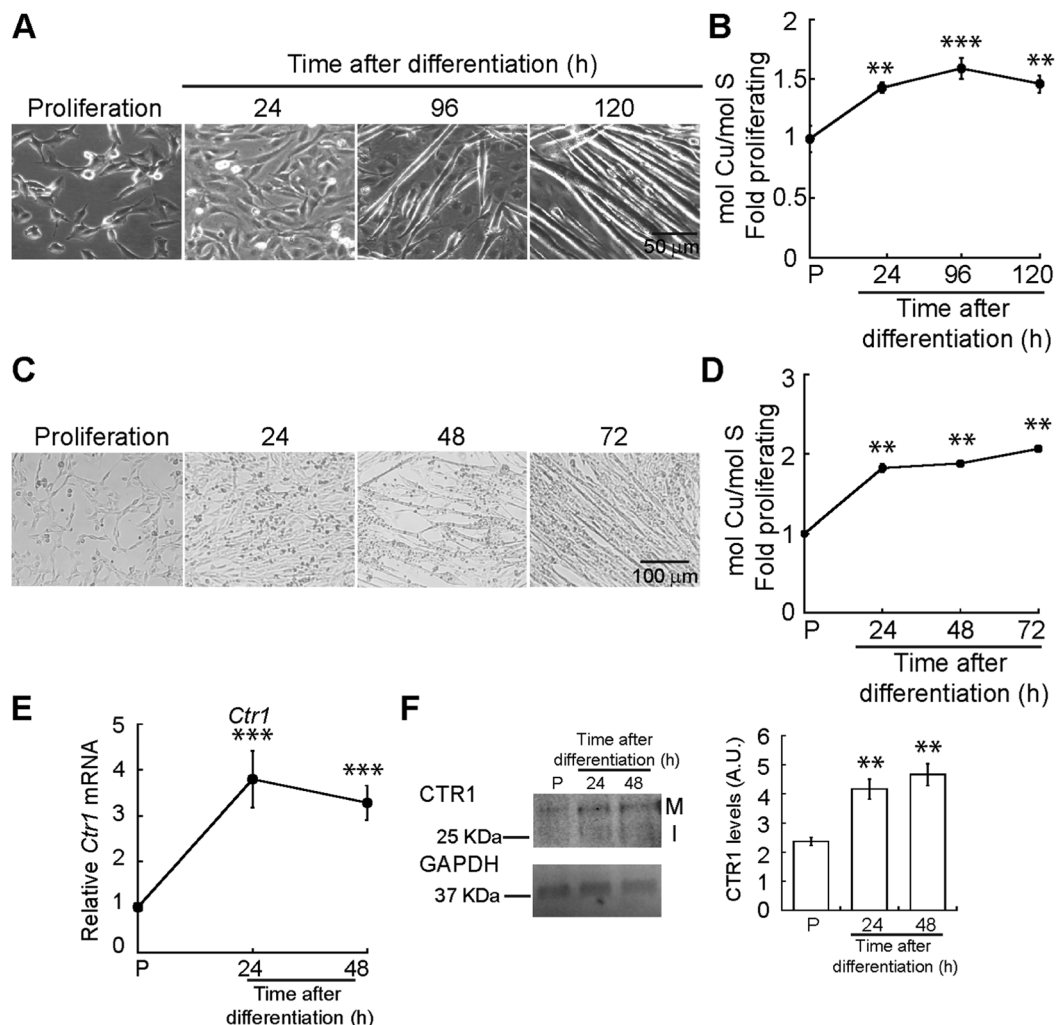 A
Time after differentiation (h)
Proliferation 24 96 120
50 μm
B
mol Cu/mol S
Fold proliferating
2
1.5
1
0.5
0
** *** **
P 24 96 120
Time after
differentiation (h)
C
Proliferation 24 48 72
100 μm
D
mol Cu/mol S
Fold proliferating
3
2
1
0
** ** **
P 24 48 72
Time after
differentiation (h)
E
Relative Ctr1 mRNA
Ctr1
*** ***
5
4
3
2
1
0
P 24 48
Time after
differentiation (h)
F
Time after
differentiation (h)
P 24 48
CTR1
M
I
25 KDa
GAPDH
37 KDa
CTR1 levels (A.U.)
6
5
4
3
2
1
0
** **
P 24 48
Time after
differentiation (h)